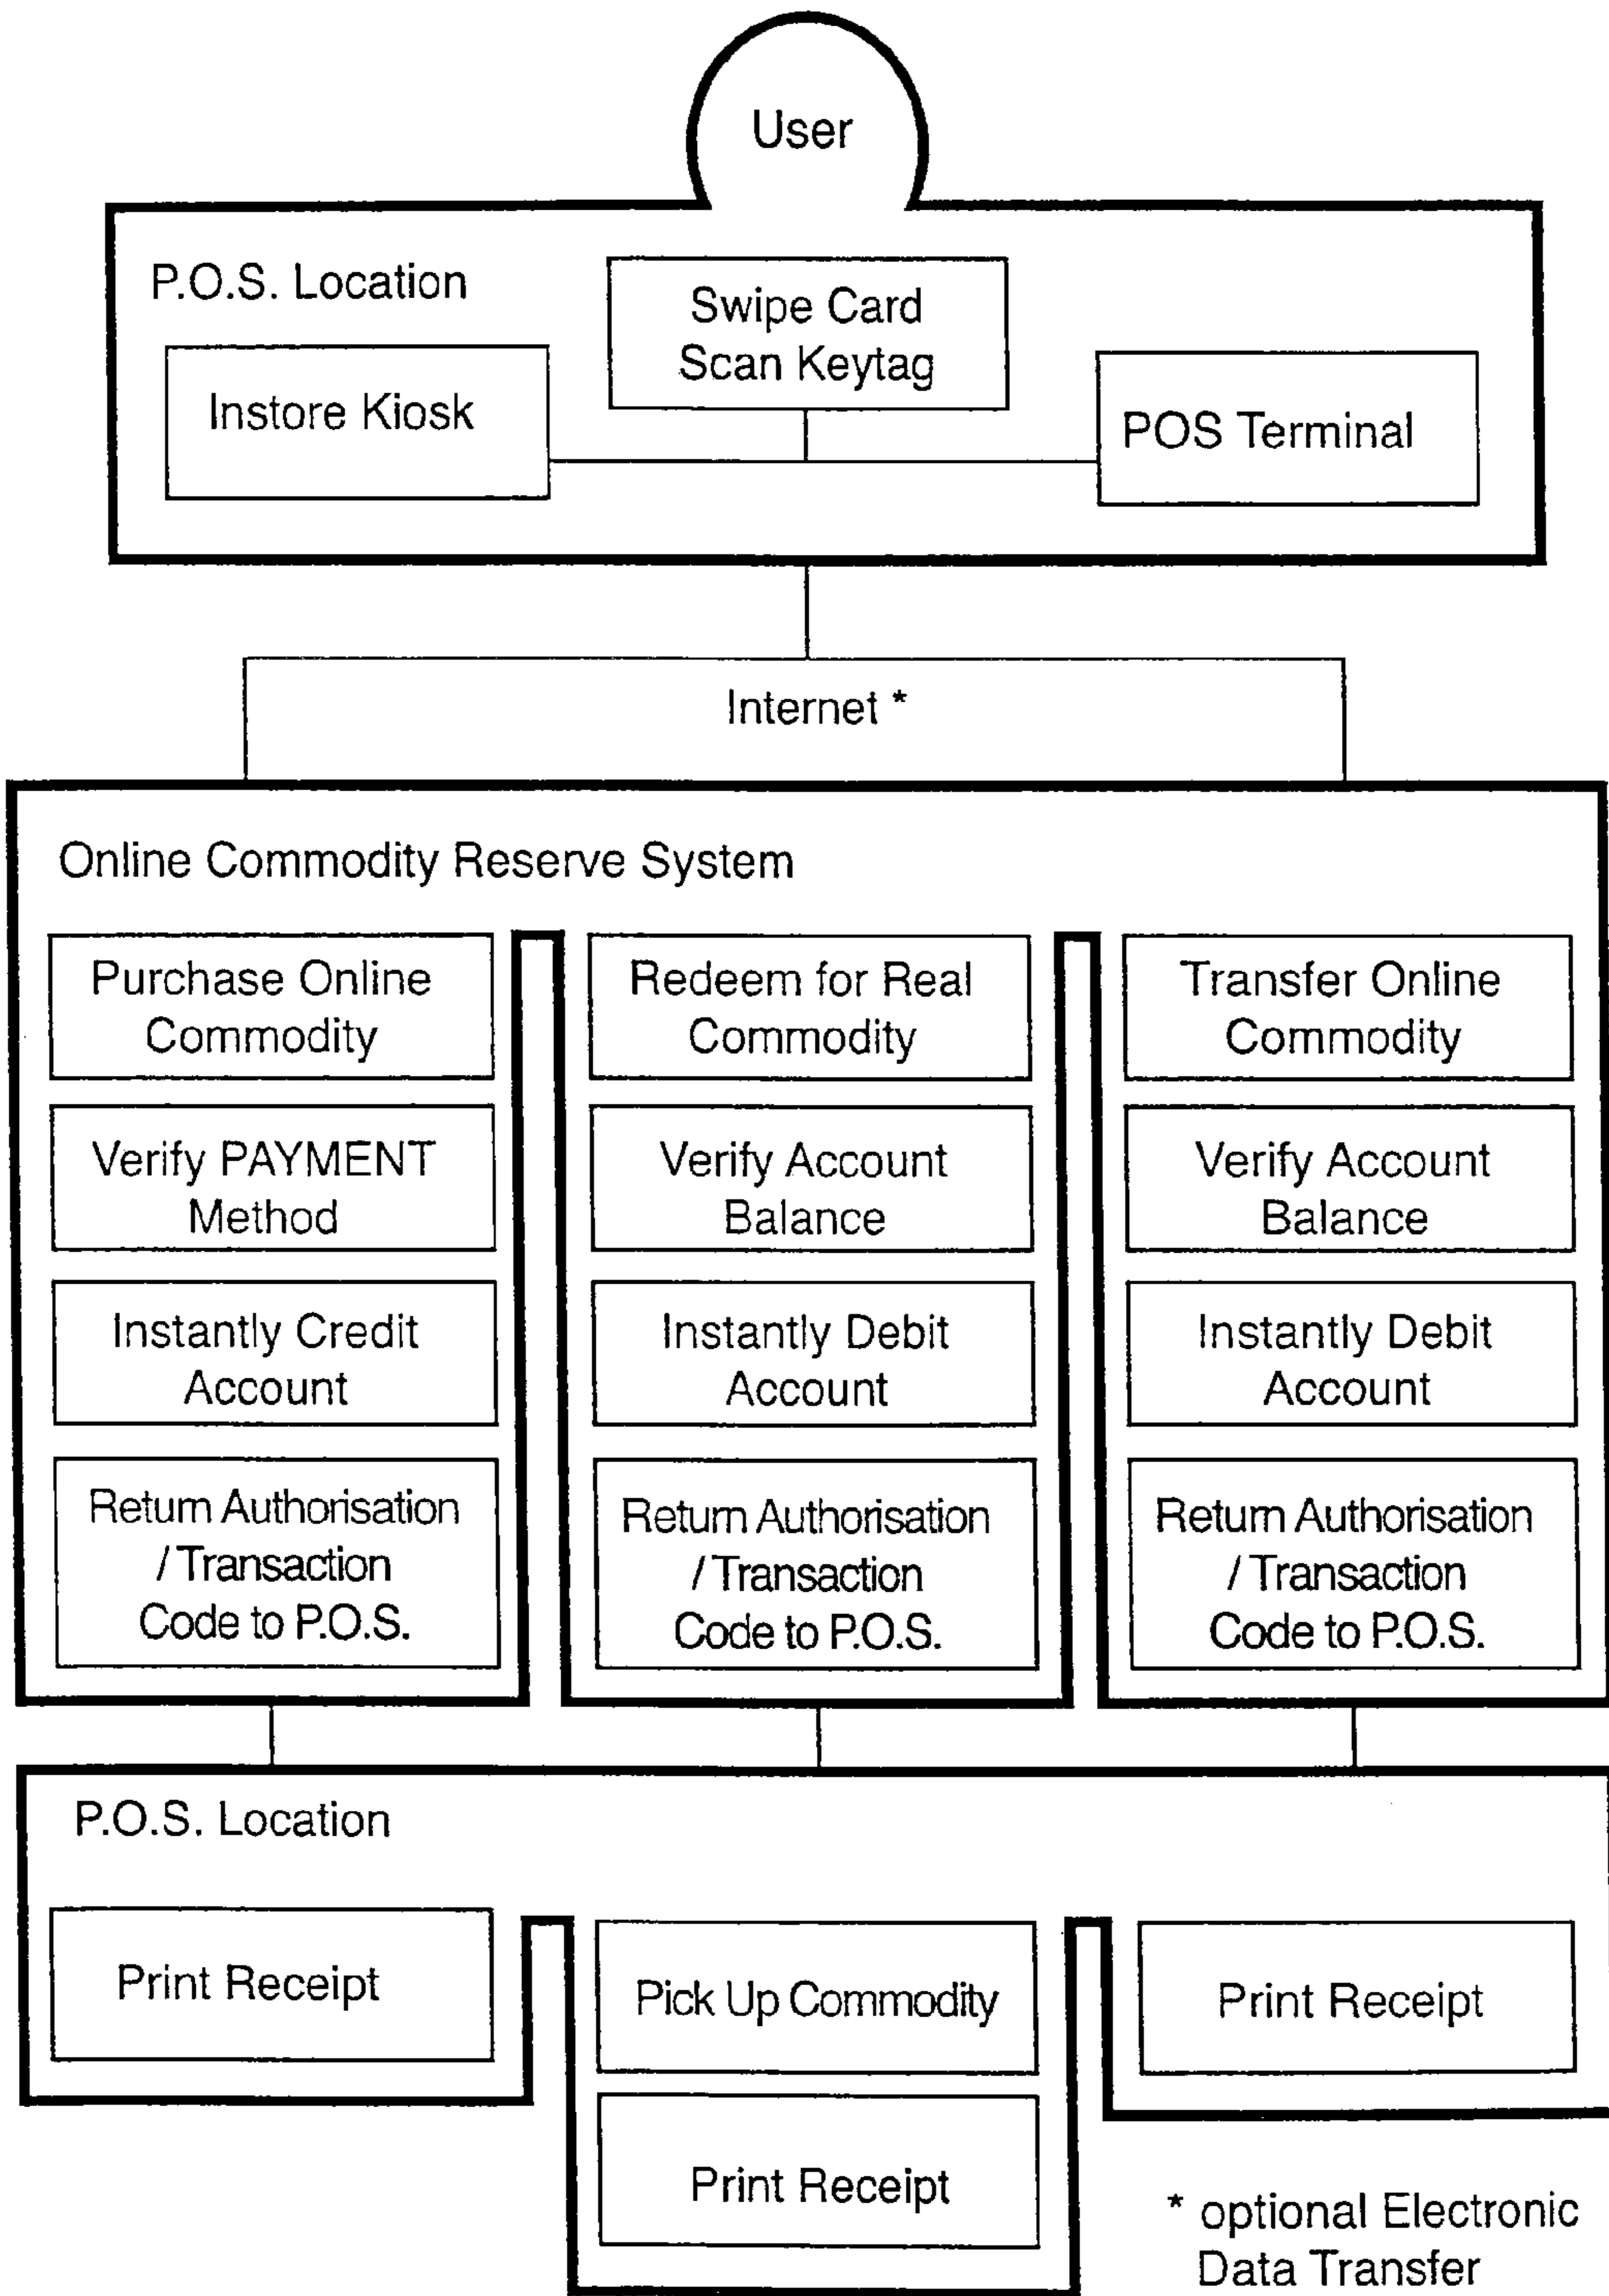 User
P.O.S. Location
Swipe Card
Scan Keytag
Instore Kiosk
POS Terminal
Internet *
Online Commodity Reserve System
Purchase Online
Commodity
Verify PAYMENT
Method
Instantly Credit
Account
Return Authorisation
/ Transaction
Code to P.O.S.
Redeem for Real
Commodity
Verify Account
Balance
Instantly Debit
Account
Return Authorisation
/ Transaction
Code to P.O.S.
Transfer Online
Commodity
Verify Account
Balance
Instantly Debit
Account
Return Authorisation
/ Transaction
Code to P.O.S.
P.O.S. Location
Print Receipt
Pick Up Commodity
Print Receipt
Print Receipt
* optional Electronic
Data Transfer